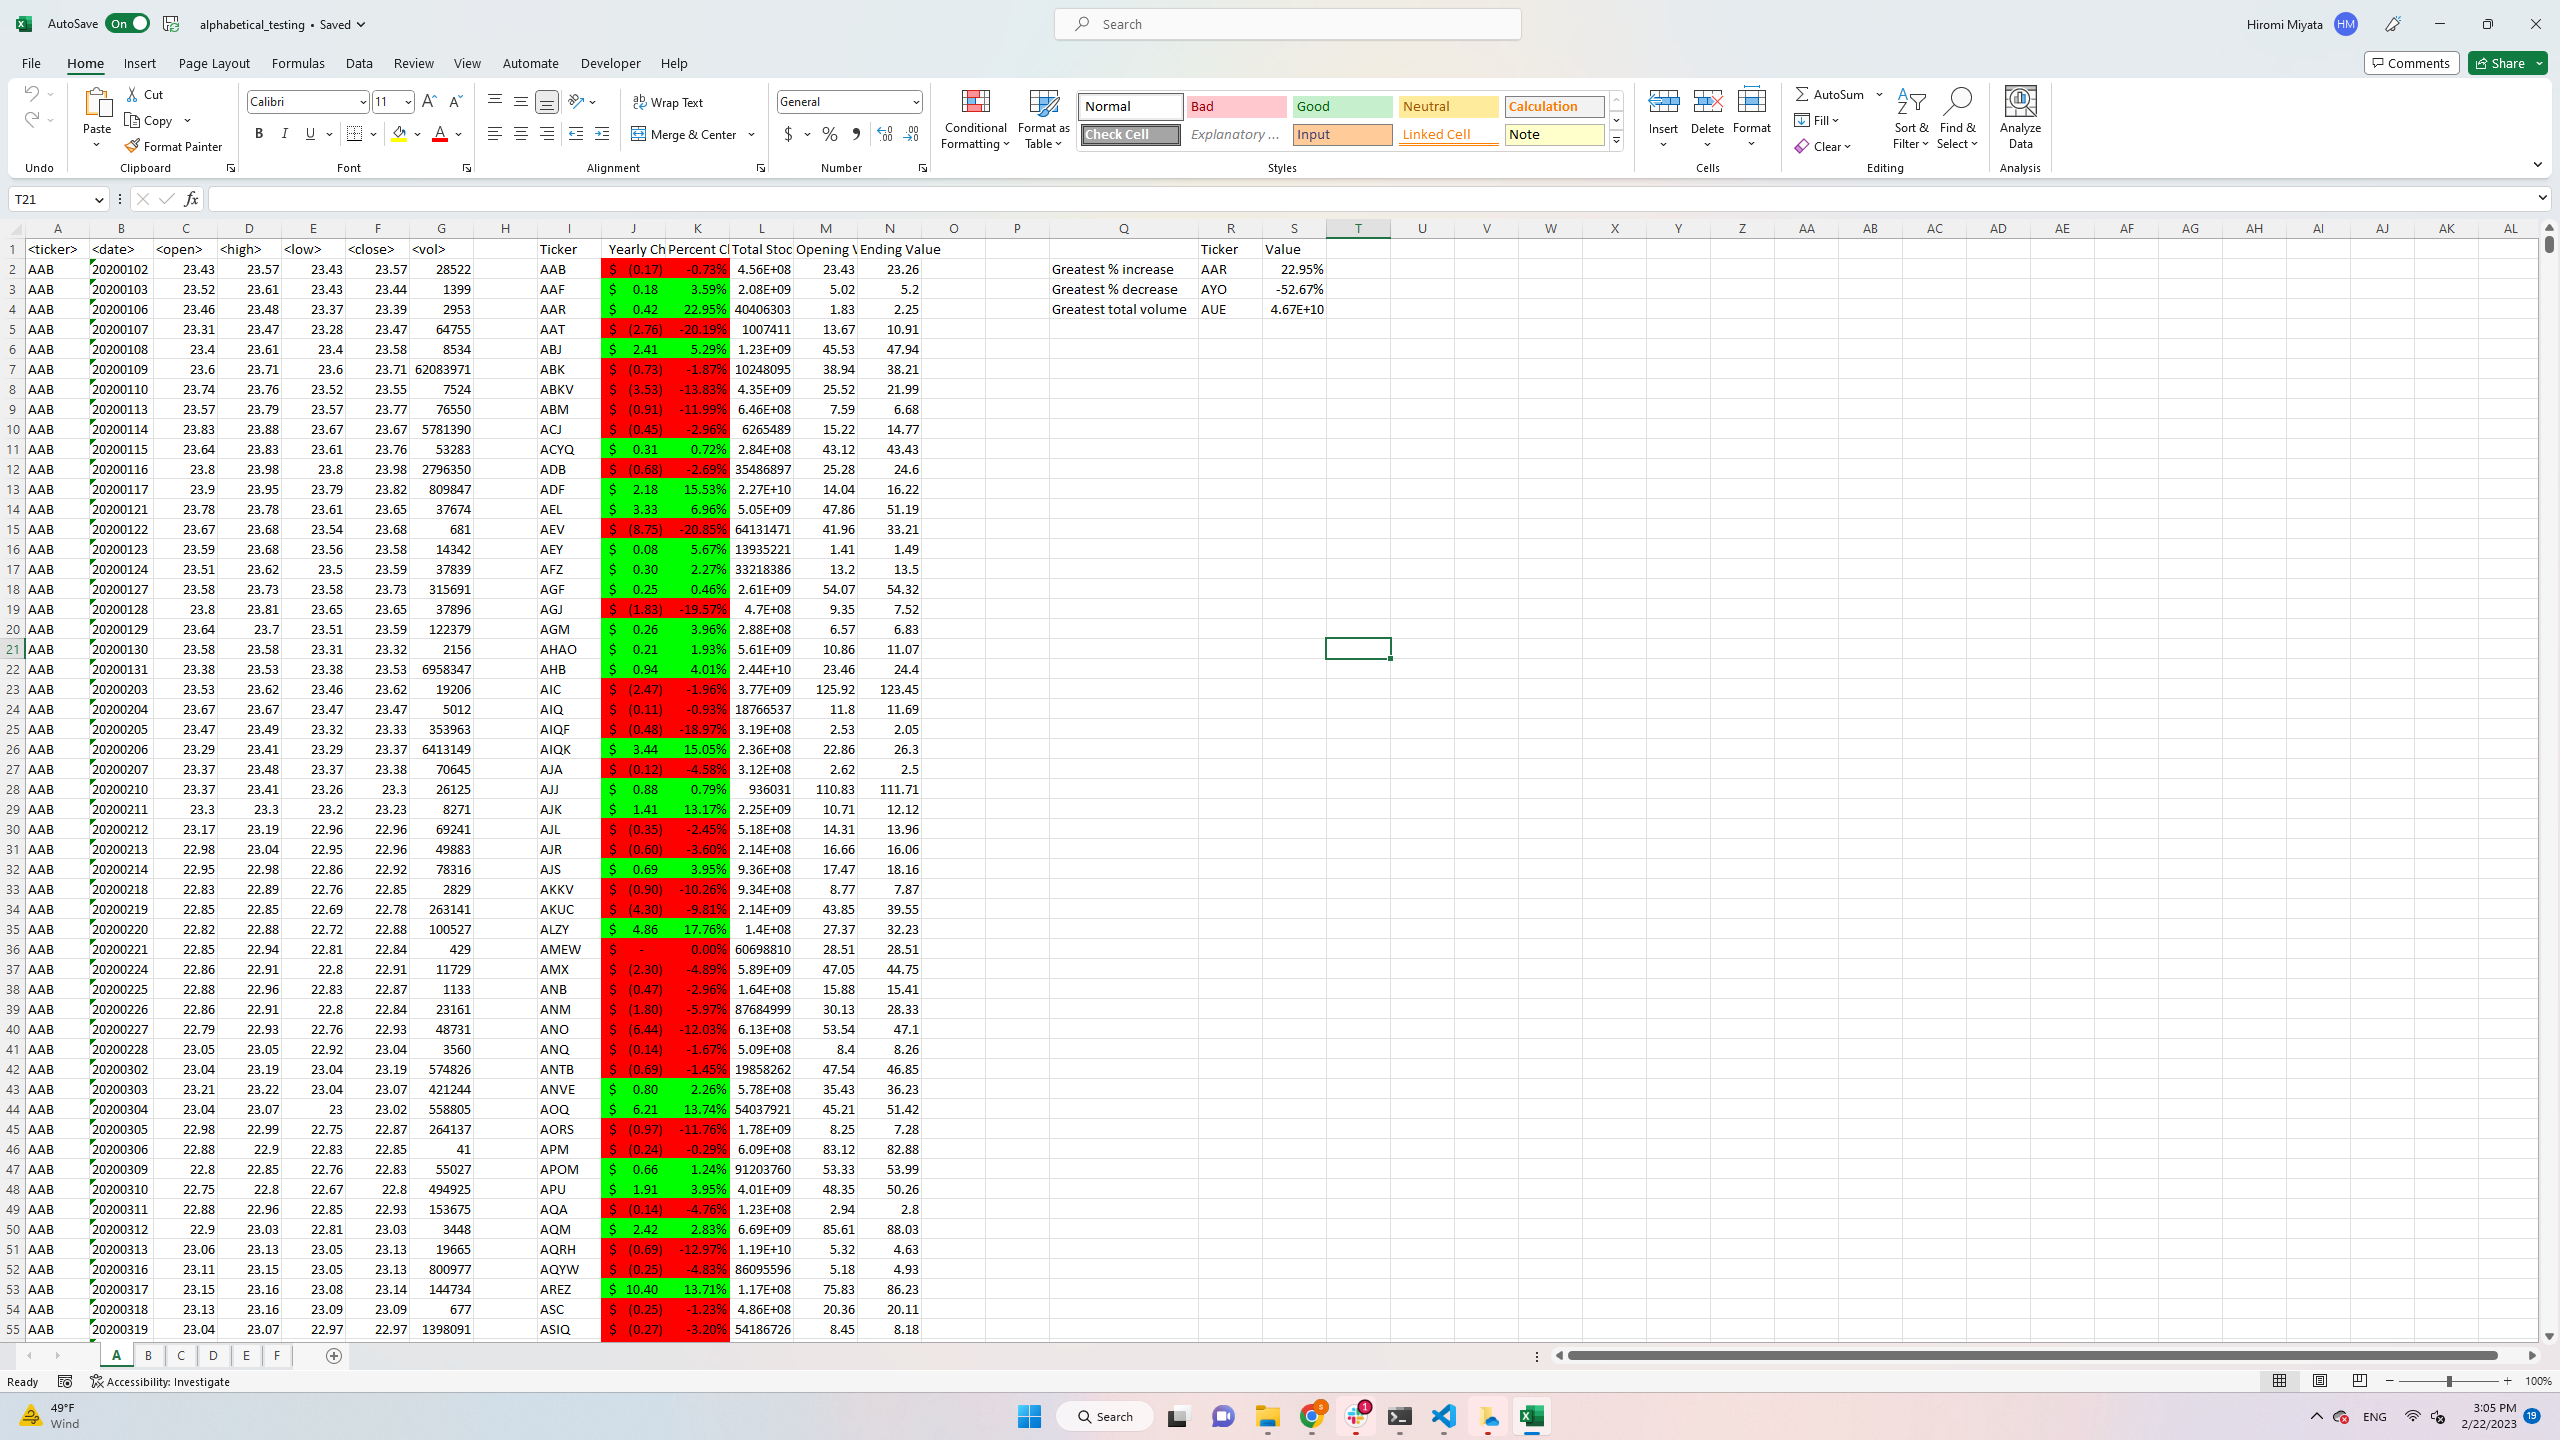 AutoSave On alphabetical_testing • Saved Search Hiromi Miyata HM
File Home Insert Page Layout Formulas Data Review View Automate Developer Help Comments Share
Cut
Copy
Format Painter
Paste
Calibri 11
B I U A
Wrap Text
Merge & Center
General
$ % 9
Conditional Formatting
Format as Table
Normal Bad Good Neutral Calculation
Check Cell Explanatory ... Input Linked Cell Note
Insert Delete Format
AutoSum
Fill
Clear
Sort & Filter
Find & Select
Analyze Data
Undo Clipboard Font Alignment Number Styles Cells Editing Analysis
T21 fx
A B C D E F G H I J K L M N O P Q R S T U V W X Y Z AA AB AC AD AE AF AG AH AI AJ AK AL
1 <ticker> <date> <open> <high> <low> <close> <vol> Ticker Yearly Ch Percent Cl Total Stoc Opening V Ending Value Ticker Value
2 AAB 20200102 23.43 23.57 23.43 23.57 28522 AAB $ (0.17) -0.73% 4.56E+08 23.43 23.26 Greatest % increase AAR 22.95%
3 AAB 20200103 23.52 23.61 23.43 23.44 1399 AAF $ 0.18 3.59% 2.08E+09 5.02 5.2 Greatest % decrease AYO -52.67%
4 AAB 20200106 23.46 23.48 23.37 23.39 2953 AAR $ 0.42 22.95% 40406303 1.83 2.25 Greatest total volume AUE 4.67E+10
5 AAB 20200107 23.31 23.47 23.28 23.47 64755 AAT $ (2.76) -20.19% 1007411 13.67 10.91
6 AAB 20200108 23.4 23.61 23.4 23.58 8534 ABJ $ 2.41 5.29% 1.23E+09 45.53 47.94
7 AAB 20200109 23.6 23.71 23.6 23.71 62083971 ABK $ (0.73) -1.87% 10248095 38.94 38.21
8 AAB 20200110 23.74 23.76 23.52 23.55 7524 ABKV $ (3.53) -13.83% 4.35E+09 25.52 21.99
9 AAB 20200113 23.57 23.79 23.57 23.77 76550 ABM $ (0.91) -11.99% 6.46E+08 7.59 6.68
10 AAB 20200114 23.83 23.88 23.67 23.67 5781390 ACJ $ (0.45) -2.96% 6265489 15.22 14.77
11 AAB 20200115 23.64 23.83 23.61 23.76 53283 ACYQ $ 0.31 0.72% 2.84E+08 43.12 43.43
12 AAB 20200116 23.8 23.98 23.8 23.98 2796350 ADB $ (0.68) -2.69% 35486897 25.28 24.6
13 AAB 20200117 23.9 23.95 23.79 23.82 809847 ADF $ 2.18 15.53% 2.27E+10 14.04 16.22
14 AAB 20200121 23.78 23.78 23.61 23.65 37674 AEL $ 3.33 6.96% 5.05E+09 47.86 51.19
15 AAB 20200122 23.67 23.68 23.54 23.68 681 AEV $ (8.75) -20.85% 64131471 41.96 33.21
16 AAB 20200123 23.59 23.68 23.56 23.58 14342 AEY $ 0.08 5.67% 13935221 1.41 1.49
17 AAB 20200124 23.51 23.62 23.5 23.59 37839 AFZ $ 0.30 2.27% 33218386 13.2 13.5
18 AAB 20200127 23.58 23.73 23.58 23.73 315691 AGF $ 0.25 0.46% 2.61E+09 54.07 54.32
19 AAB 20200128 23.8 23.81 23.65 23.65 37896 AGJ $ (1.83) -19.57% 4.7E+08 9.35 7.52
20 AAB 20200129 23.64 23.7 23.51 23.59 122379 AGM $ 0.26 3.96% 2.88E+08 6.57 6.83
21 AAB 20200130 23.58 23.58 23.31 23.32 2156 AHAO $ 0.21 1.93% 5.61E+09 10.86 11.07
22 AAB 20200131 23.38 23.53 23.38 23.53 6958347 AHB $ 0.94 4.01% 2.44E+10 23.46 24.4
23 AAB 20200203 23.53 23.62 23.46 23.62 19206 AIC $ (2.47) -1.96% 3.77E+09 125.92 123.45
24 AAB 20200204 23.67 23.67 23.47 23.47 5012 AIQ $ (0.11) -0.93% 18766537 11.8 11.69
25 AAB 20200205 23.47 23.49 23.32 23.33 353963 AIQF $ (0.48) -18.97% 3.19E+08 2.53 2.05
26 AAB 20200206 23.29 23.41 23.29 23.37 6413149 AIQK $ 3.44 15.05% 2.36E+08 22.86 26.3
27 AAB 20200207 23.37 23.48 23.37 23.38 70645 AJA $ (0.12) -4.58% 3.12E+08 2.62 2.5
28 AAB 20200210 23.37 23.41 23.26 23.3 26125 AJJ $ 0.88 0.79% 936031 110.83 111.71
29 AAB 20200211 23.3 23.3 23.2 23.23 8271 AJK $ 1.41 13.17% 2.25E+09 10.71 12.12
30 AAB 20200212 23.17 23.19 22.96 22.96 69241 AJL $ (0.35) -2.45% 5.18E+08 14.31 13.96
31 AAB 20200213 22.98 23.04 22.95 22.96 49883 AJR $ (0.60) -3.60% 2.14E+08 16.66 16.06
32 AAB 20200214 22.95 22.98 22.86 22.92 78316 AJS $ 0.69 3.95% 9.36E+08 17.47 18.16
33 AAB 20200218 22.83 22.89 22.76 22.85 2829 AKKV $ (0.90) -10.26% 9.34E+08 8.77 7.87
34 AAB 20200219 22.85 22.85 22.69 22.78 263141 AKUC $ (4.30) -9.81% 2.14E+09 43.85 39.55
35 AAB 20200220 22.82 22.88 22.72 22.88 100527 ALZY $ 4.86 17.76% 1.4E+08 27.37 32.23
36 AAB 20200221 22.85 22.94 22.81 22.84 429 AMEW $ - 0.00% 60698810 28.51 28.51
37 AAB 20200224 22.86 22.91 22.8 22.91 11729 AMX $ (2.30) -4.89% 5.89E+09 47.05 44.75
38 AAB 20200225 22.88 22.96 22.83 22.87 1133 ANB $ (0.47) -2.96% 1.64E+08 15.88 15.41
39 AAB 20200226 22.86 22.91 22.8 22.84 23161 ANM $ (1.80) -5.97% 87684999 30.13 28.33
40 AAB 20200227 22.79 22.93 22.76 22.93 48731 ANO $ (6.44) -12.03% 6.13E+08 53.54 47.1
41 AAB 20200228 23.05 23.05 22.92 23.04 3560 ANQ $ (0.14) -1.67% 5.09E+08 8.4 8.26
42 AAB 20200302 23.04 23.19 23.04 23.19 574826 ANTB $ (0.69) -1.45% 19858262 47.54 46.85
43 AAB 20200303 23.21 23.22 23.04 23.07 421244 ANVE $ 0.80 2.26% 5.78E+08 35.43 36.23
44 AAB 20200304 23.04 23.07 23 23.02 558805 AOQ $ 6.21 13.74% 54037921 45.21 51.42
45 AAB 20200305 22.98 22.99 22.75 22.87 264137 AORS $ (0.97) -11.76% 1.78E+09 8.25 7.28
46 AAB 20200306 22.88 22.9 22.83 22.85 41 APM $ (0.24) -0.29% 6.09E+08 83.12 82.88
47 AAB 20200309 22.8 22.85 22.76 22.83 55027 APOM $ 0.66 1.24% 91203760 53.33 53.99
48 AAB 20200310 22.75 22.8 22.67 22.8 494925 APU $ 1.91 3.95% 4.01E+09 48.35 50.26
49 AAB 20200311 22.88 22.96 22.85 22.93 153675 AQA $ (0.14) -4.76% 1.23E+08 2.94 2.8
50 AAB 20200312 22.9 23.03 22.81 23.03 3448 AQM $ 2.42 2.83% 6.69E+09 85.61 88.03
51 AAB 20200313 23.06 23.13 23.05 23.13 19665 AQRH $ (0.69) -12.97% 1.19E+10 5.32 4.63
52 AAB 20200316 23.11 23.15 23.05 23.13 800977 AQYW $ (0.25) -4.83% 86095596 5.18 4.93
53 AAB 20200317 23.15 23.16 23.08 23.14 144734 AREZ $ 10.40 13.71% 1.17E+08 75.83 86.23
54 AAB 20200318 23.13 23.16 23.09 23.09 677 ASC $ (0.25) -1.23% 4.86E+08 20.36 20.11
55 AAB 20200319 23.04 23.07 22.97 22.97 1398091 ASIQ $ (0.27) -3.20% 54186726 8.45 8.18
A B C D E F
Ready Accessibility: Investigate 100%
49°F
Wind
Search
ENG
3:05 PM
2/22/2023
19